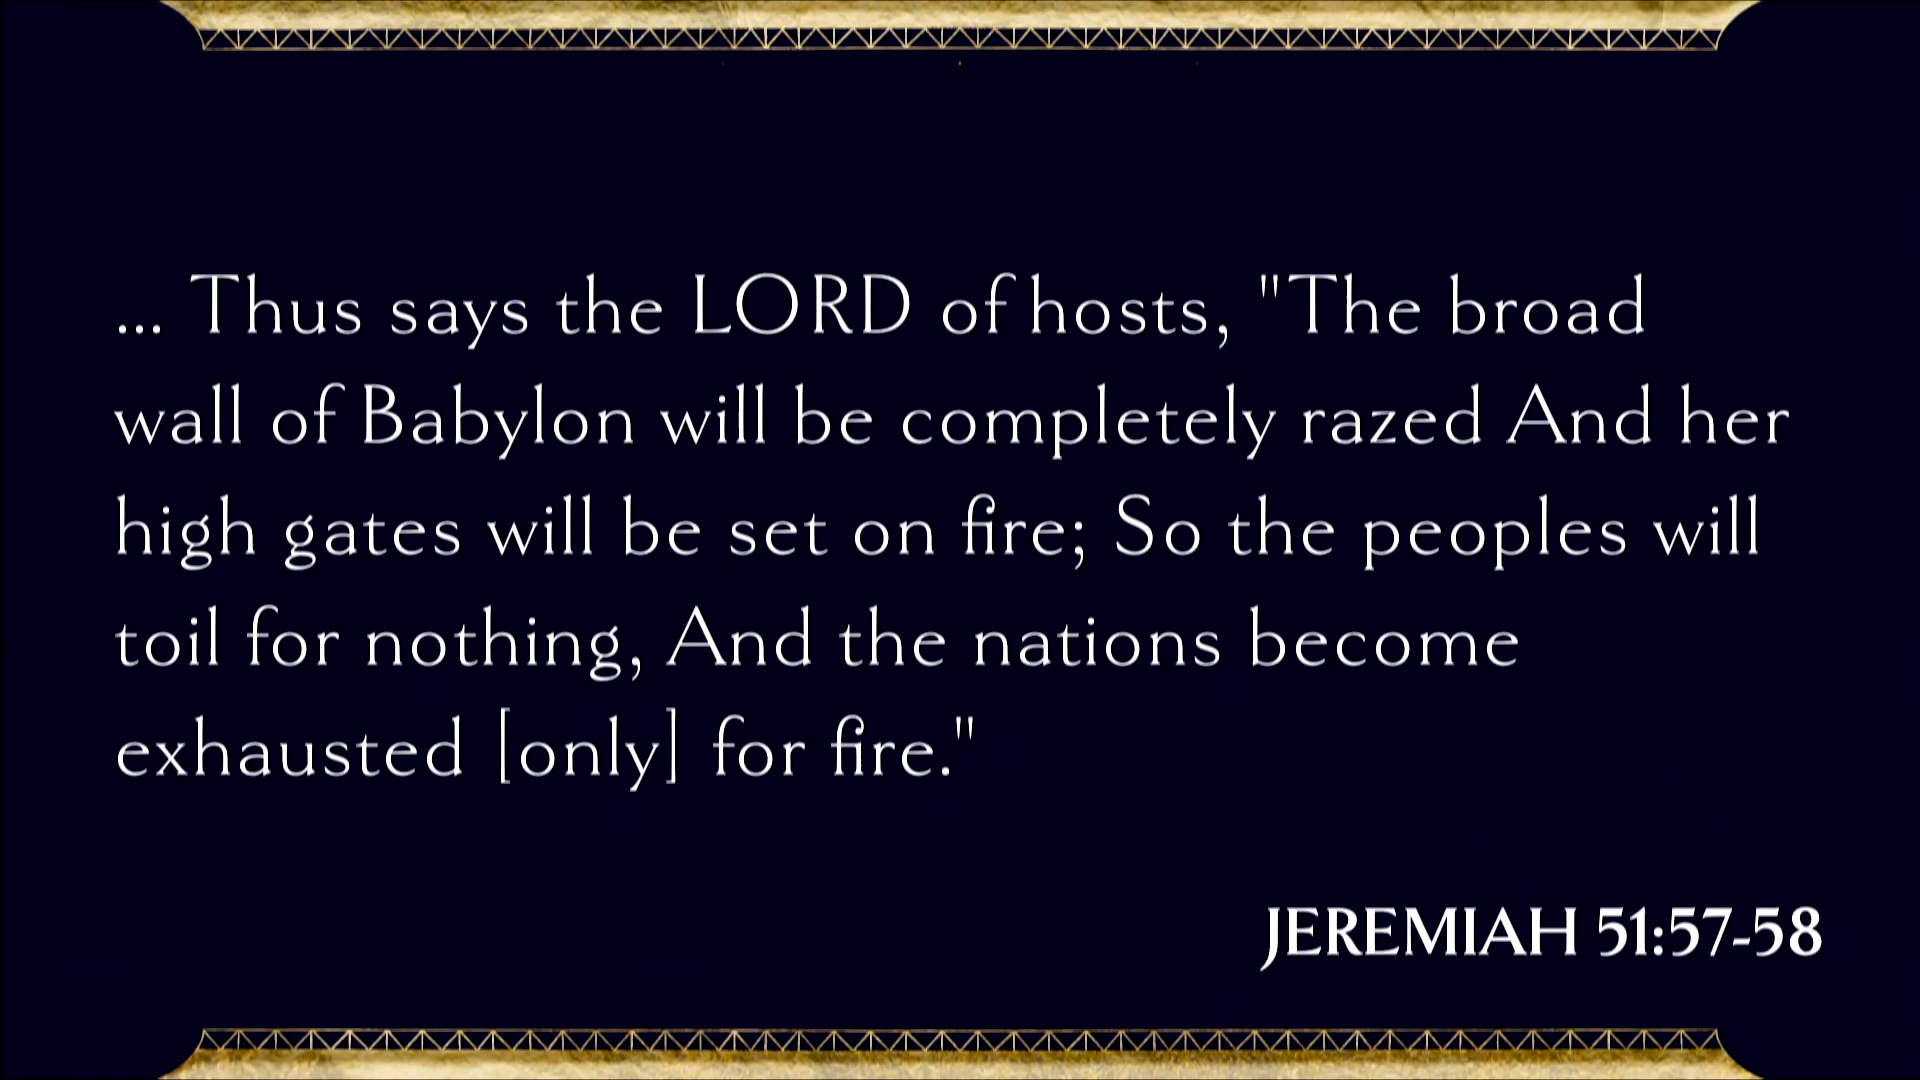 ... Thus says the LORD of hosts, "The broad
wall of Babylon will be completely razed And her
high gates will be set on fire; So the peoples will
toil for nothing, And the nations become
exhausted [only] for fire."
JEREMIAH 51:57-58